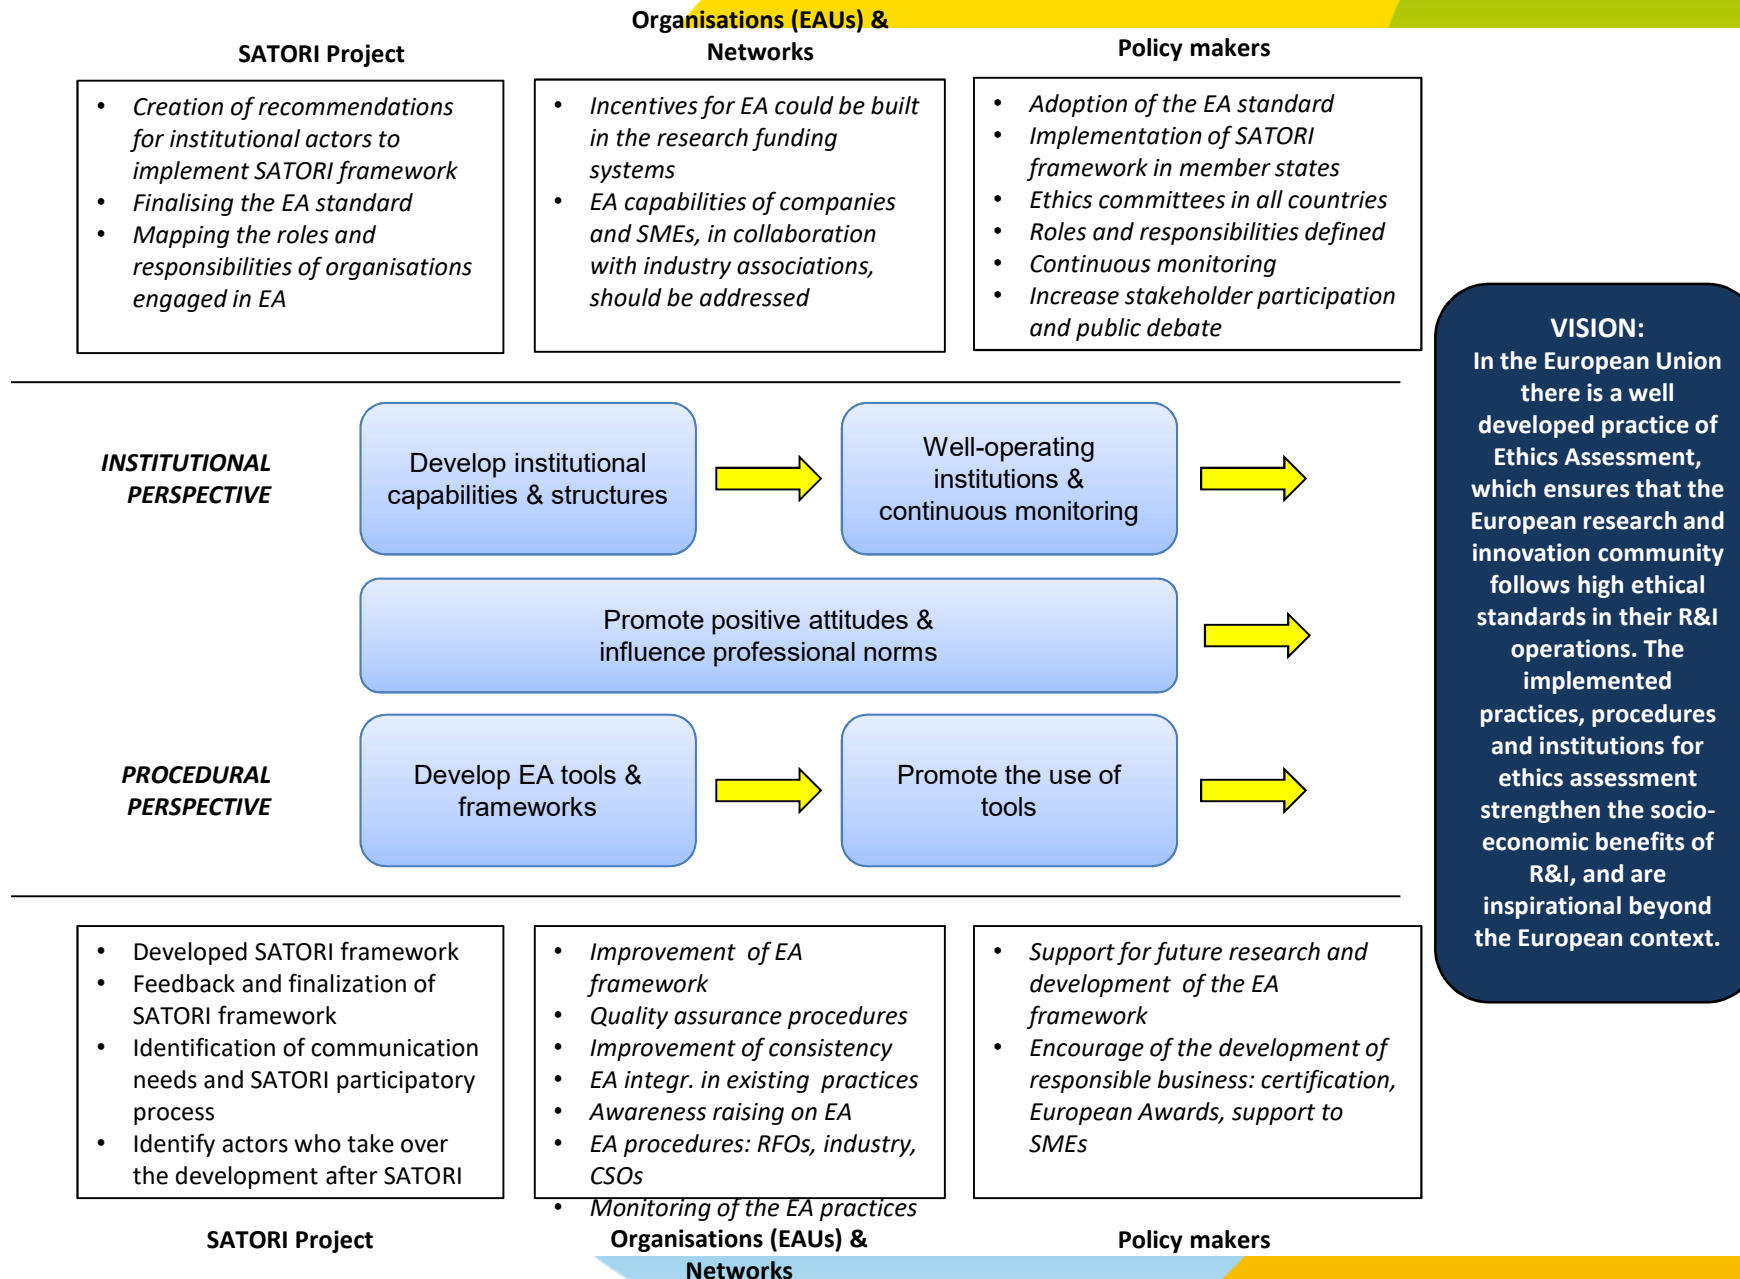 SATORI Project
Organisations (EAUs) &
Networks
Policy makers
• Creation of recommendations
for institutional actors to
implement SATORI framework
• Finalising the EA standard
• Mapping the roles and
responsibilities of organisations
engaged in EA
• Incentives for EA could be built
in the research funding
systems
• EA capabilities of companies
and SMEs, in collaboration
with industry associations,
should be addressed
• Adoption of the EA standard
• Implementation of SATORI
framework in member states
• Ethics committees in all countries
• Roles and responsibilities defined
• Continuous monitoring
• Increase stakeholder participation
and public debate
INSTITUTIONAL
PERSPECTIVE
Develop institutional
capabilities & structures
Well-operating
institutions &
continuous monitoring
Promote positive attitudes &
influence professional norms
PROCEDURAL
PERSPECTIVE
Develop EA tools &
frameworks
Promote the use of
tools
VISION:
In the European Union
there is a well
developed practice of
Ethics Assessment,
which ensures that the
European research and
innovation community
follows high ethical
standards in their R&I
operations. The
implemented
practices, procedures
and institutions for
ethics assessment
strengthen the socio-
economic benefits of
R&I, and are
inspirational beyond
the European context.
• Developed SATORI framework
• Feedback and finalization of
SATORI framework
• Identification of communication
needs and SATORI participatory
process
• Identify actors who take over
the development after SATORI
• Improvement of EA
framework
• Quality assurance procedures
• Improvement of consistency
• EA integr. in existing practices
• Awareness raising on EA
• EA procedures: RFOs, industry,
CSOs
• Monitoring of the EA practices
• Support for future research and
development of the EA
framework
• Encourage of the development of
responsible business: certification,
European Awards, support to
SMEs
SATORI Project
Organisations (EAUs) &
Networks
Policy makers